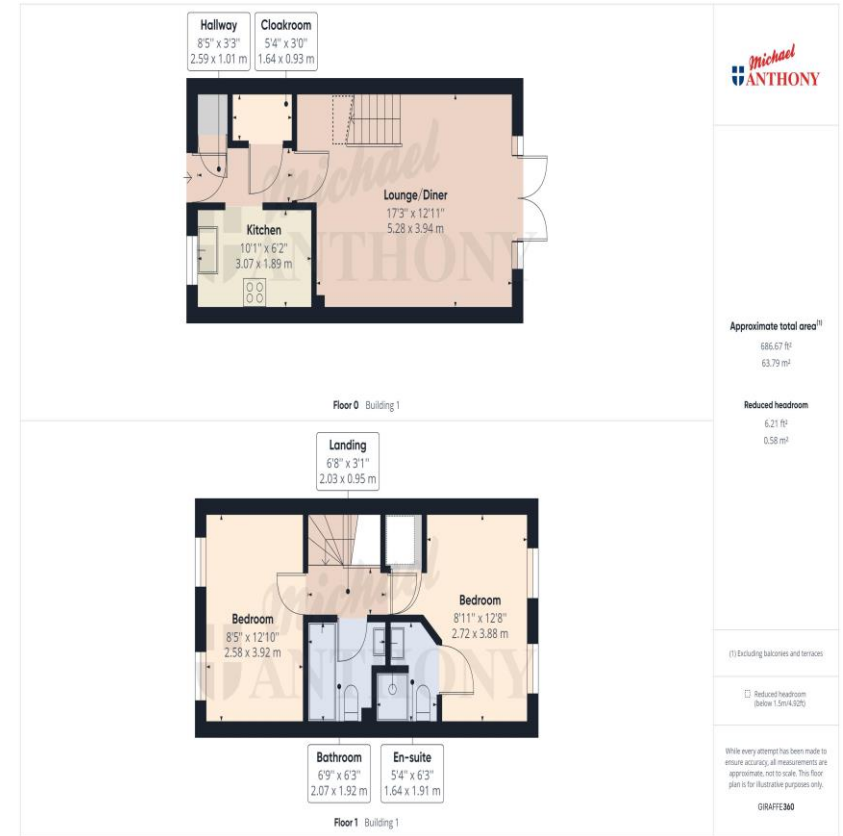 Hallway
8'5" x 3'3"
2.59 x 1.01 m
Cloakroom
5'4" x 3'0"
1.64 x 0.93 m
Lounge/Diner
17'3" x 12'11"
5.28 x 3.94 m
Kitchen
10'1" x 6'2"
3.07 x 1.89 m
Michael
ANTHONY
Floor 0 Building 1
Landing
6'8" x 3'1"
2.03 x 0.95 m
Bedroom
8'5" x 12'10"
2.58 x 3.92 m
Bedroom
8'11" x 12'8"
2.72 x 3.88 m
Michael
ANTHONY
Bathroom
6'9" x 6'3"
2.07 x 1.92 m
En-suite
5'4" x 6'3"
1.64 x 1.91 m
Floor 1 Building 1
Michael
ANTHONY
Approximate total area(1)
686.67 ft²
63.79 m²
Reduced headroom
6.21 ft²
0.58 m²
(1) Excluding balconies and terraces
Reduced headroom
(below 1.5m/4.92ft)
While every attempt has been made to
ensure accuracy, all measurements are
approximate, not to scale. This floor
plan is for illustrative purposes only.
GIRAFFE360